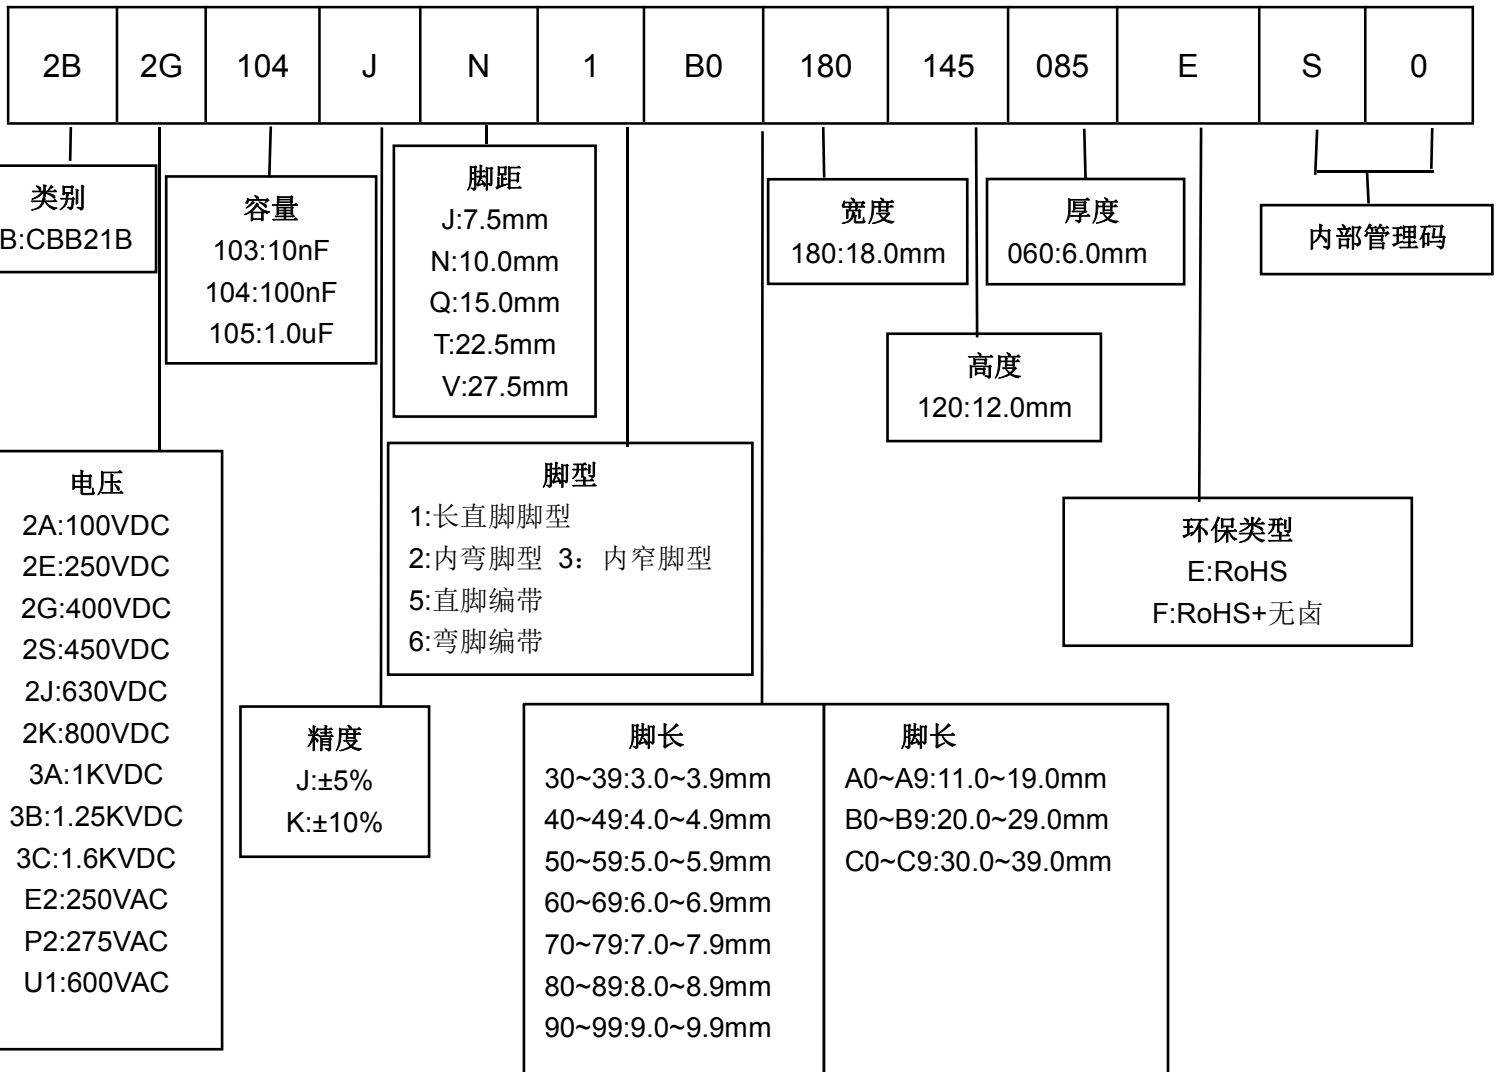 2B 2G 104 J N 1 B0 180 145 085 E S 0
类别
B:CBB21B
容量
103:10nF
104:100nF
105:1.0uF
脚距
J:7.5mm
N:10.0mm
Q:15.0mm
T:22.5mm
V:27.5mm
宽度
180:18.0mm
厚度
060:6.0mm
内部管理码
高度
120:12.0mm
电压
2A:100VDC
2E:250VDC
2G:400VDC
2S:450VDC
2J:630VDC
2K:800VDC
3A:1KVDC
3B:1.25KVDC
3C:1.6KVDC
E2:250VAC
P2:275VAC
U1:600VAC
脚型
1:长直脚脚型
2:内弯脚型 3：内窄脚型
5:直脚编带
6:弯脚编带
环保类型
E:RoHS
F:RoHS+无卤
精度
J:±5%
K:±10%
脚长
30~39:3.0~3.9mm
40~49:4.0~4.9mm
50~59:5.0~5.9mm
60~69:6.0~6.9mm
70~79:7.0~7.9mm
80~89:8.0~8.9mm
90~99:9.0~9.9mm
脚长
A0~A9:11.0~19.0mm
B0~B9:20.0~29.0mm
C0~C9:30.0~39.0mm